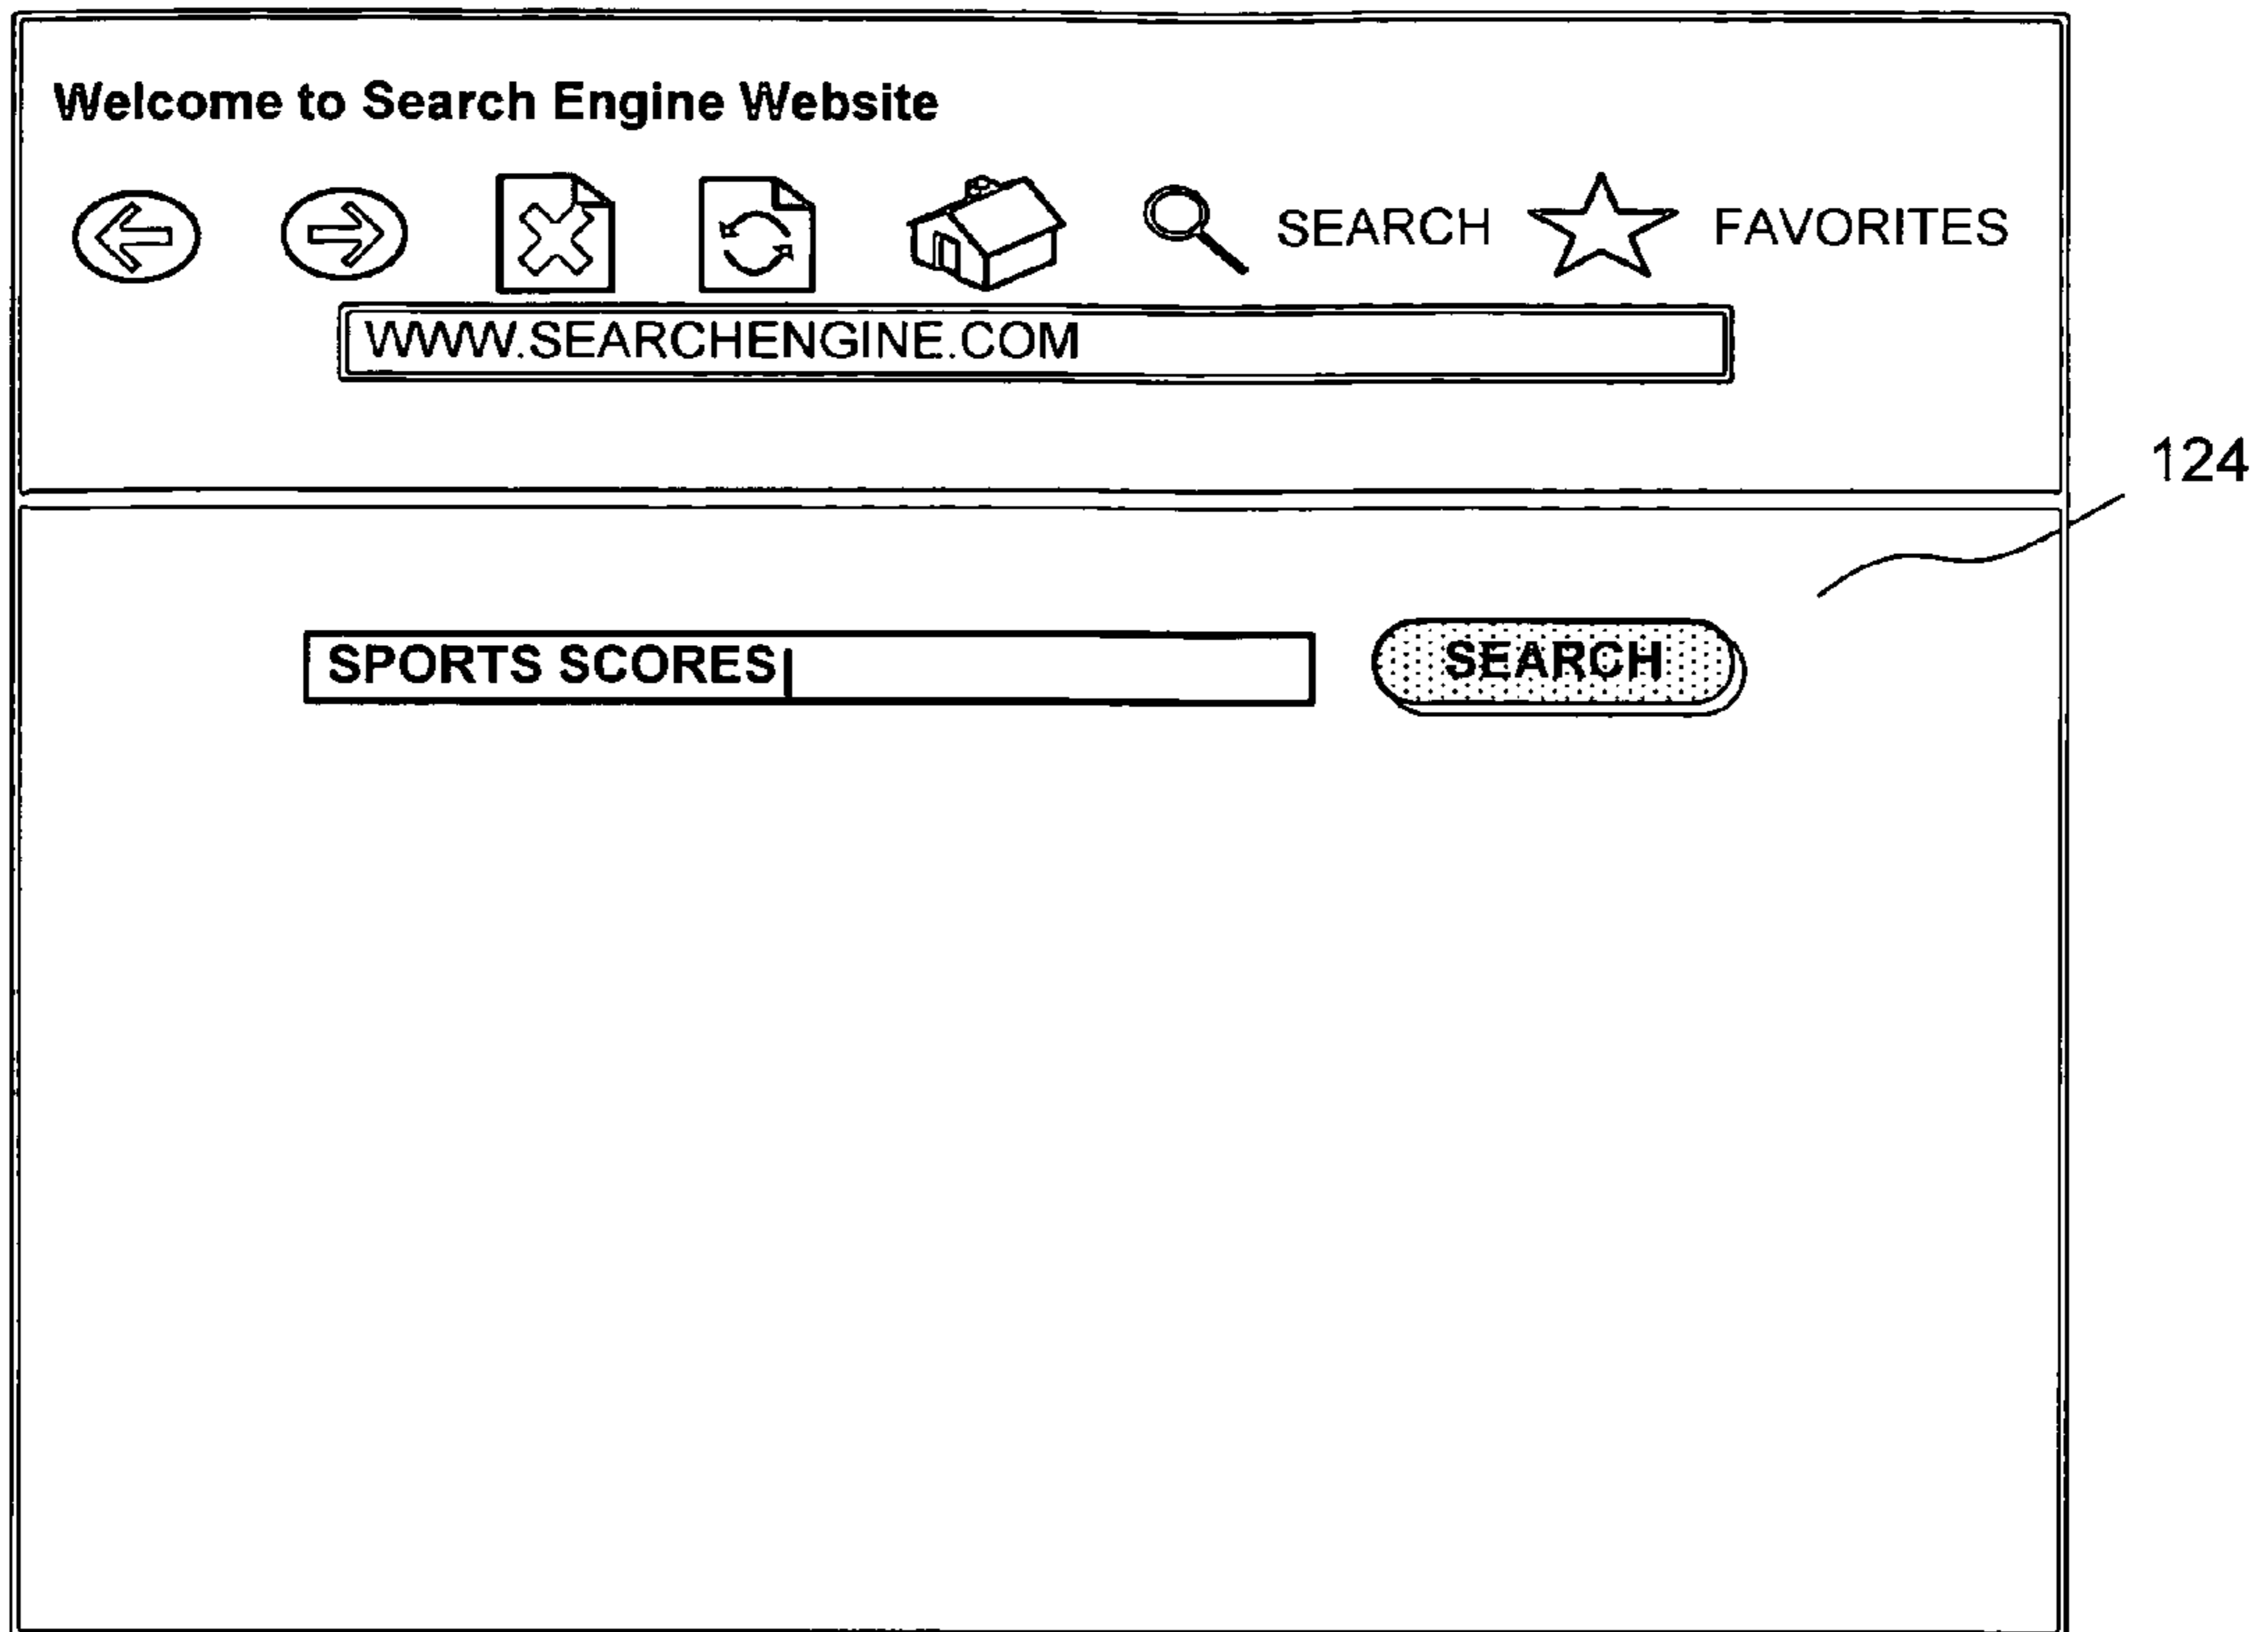 Welcome to Search Engine Website
SEARCH FAVORITES
WWW.SEARCHENGINE.COM
124
SPORTS SCORES SEARCH